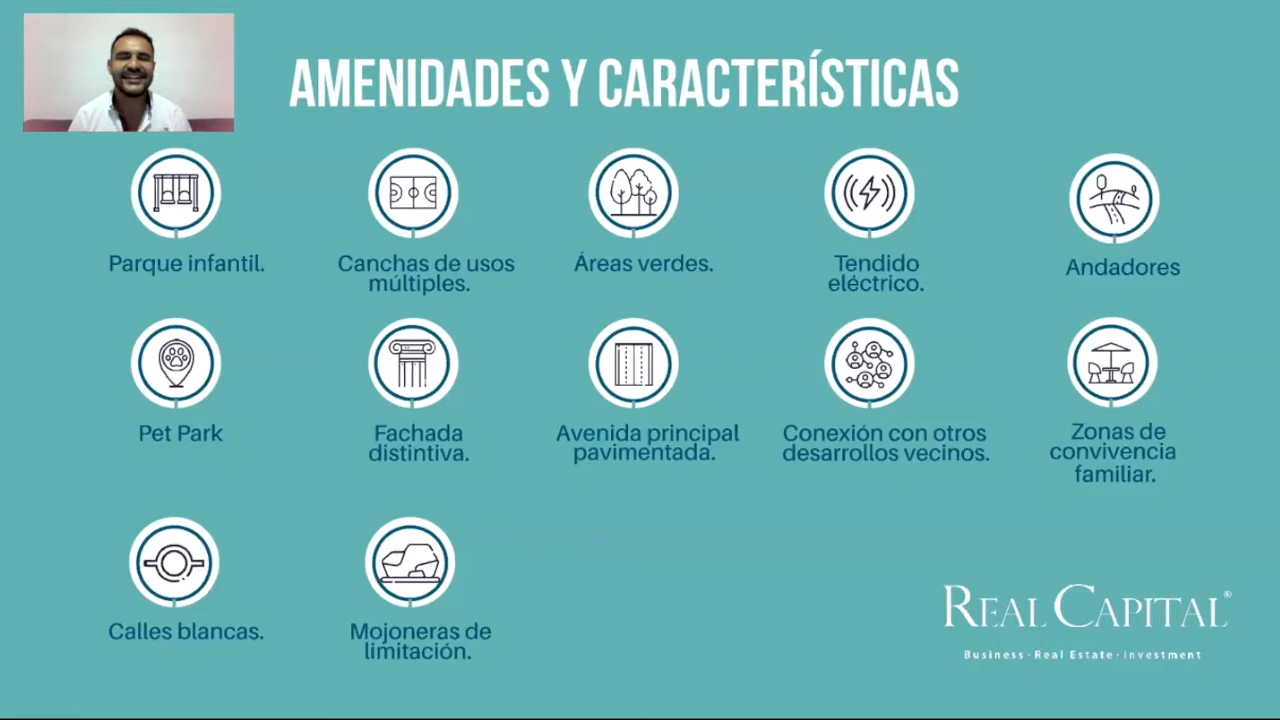 AMENIDADES Y CARACTERÍSTICAS
Parque infantil.
Canchas de usos
múltiples.
Áreas verdes.
Tendido
eléctrico.
Andadores
Pet Park
Fachada
distintiva.
Avenida principal
pavimentada.
Conexión con otros
desarrollos vecinos.
Zonas de
convivencia
familiar.
Calles blancas.
Mojoneras de
limitación.
REAL CAPITAL®
Business · Real Estate · Investment